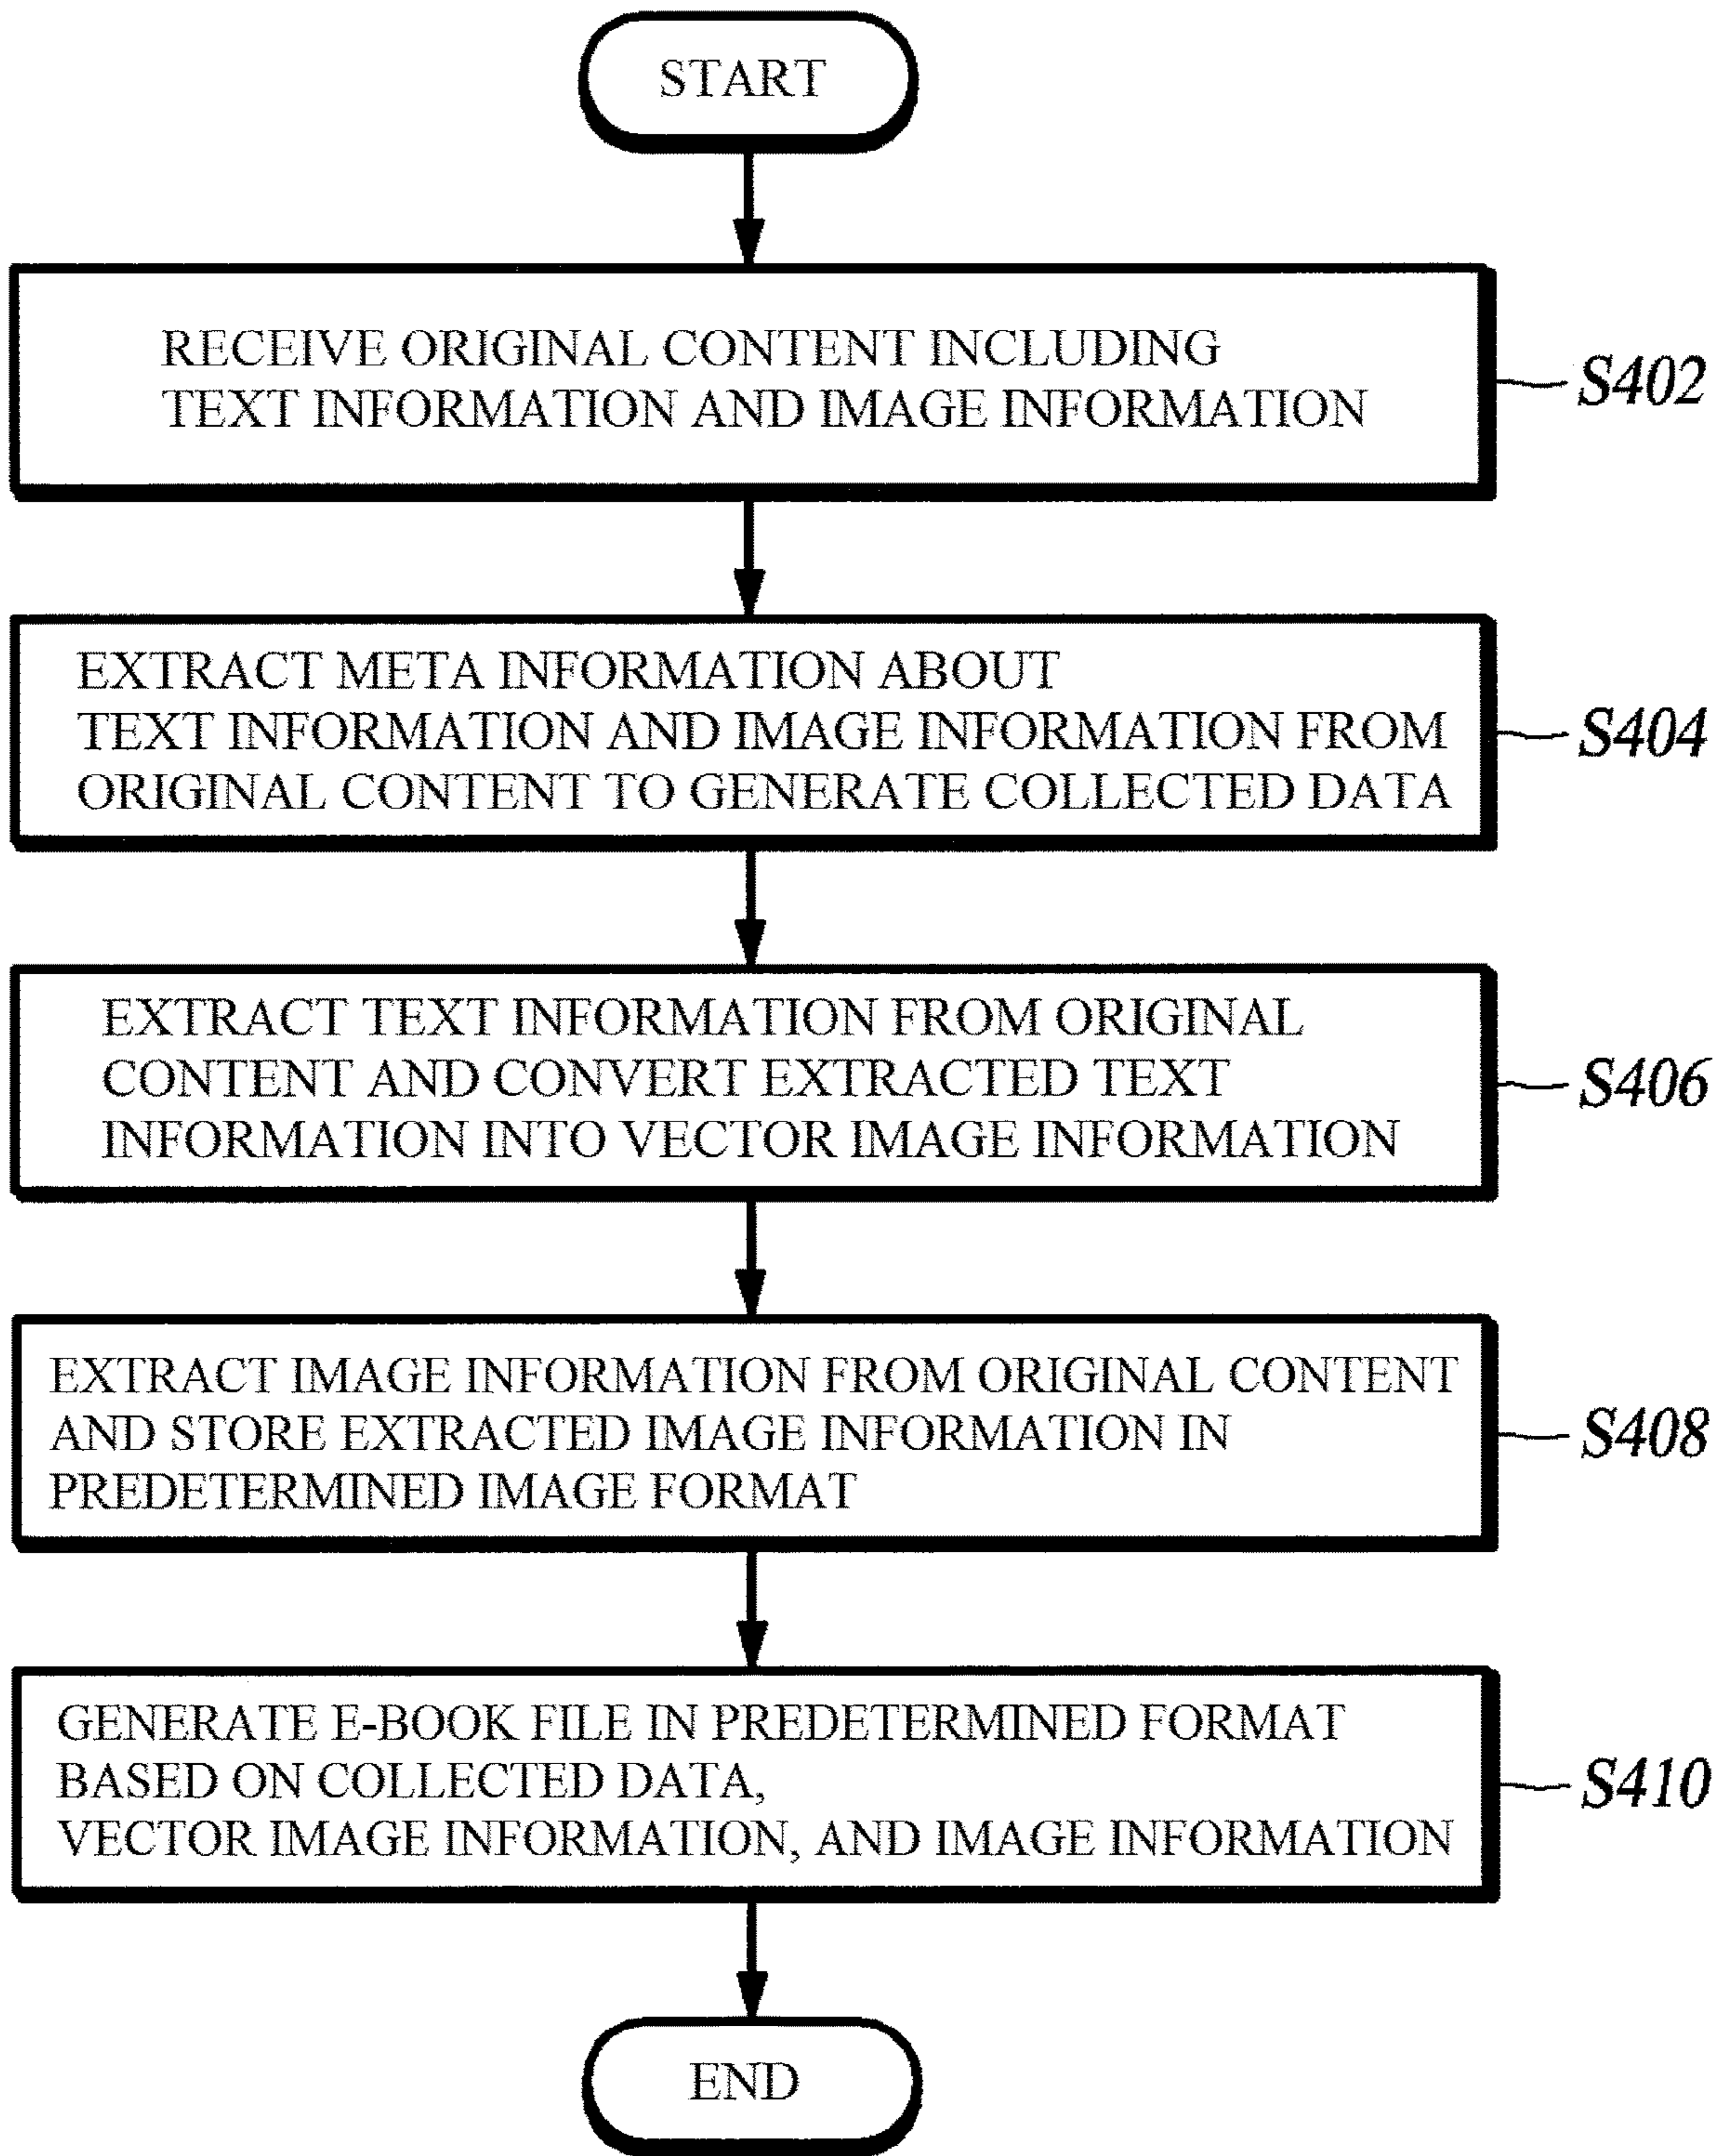 START
RECEIVE ORIGINAL CONTENT INCLUDING
TEXT INFORMATION AND IMAGE INFORMATION
S402
EXTRACT META INFORMATION ABOUT
TEXT INFORMATION AND IMAGE INFORMATION FROM
ORIGINAL CONTENT TO GENERATE COLLECTED DATA
S404
EXTRACT TEXT INFORMATION FROM ORIGINAL
CONTENT AND CONVERT EXTRACTED TEXT
INFORMATION INTO VECTOR IMAGE INFORMATION
S406
EXTRACT IMAGE INFORMATION FROM ORIGINAL CONTENT
AND STORE EXTRACTED IMAGE INFORMATION IN
PREDETERMINED IMAGE FORMAT
S408
GENERATE E-BOOK FILE IN PREDETERMINED FORMAT
BASED ON COLLECTED DATA,
VECTOR IMAGE INFORMATION, AND IMAGE INFORMATION
S410
END